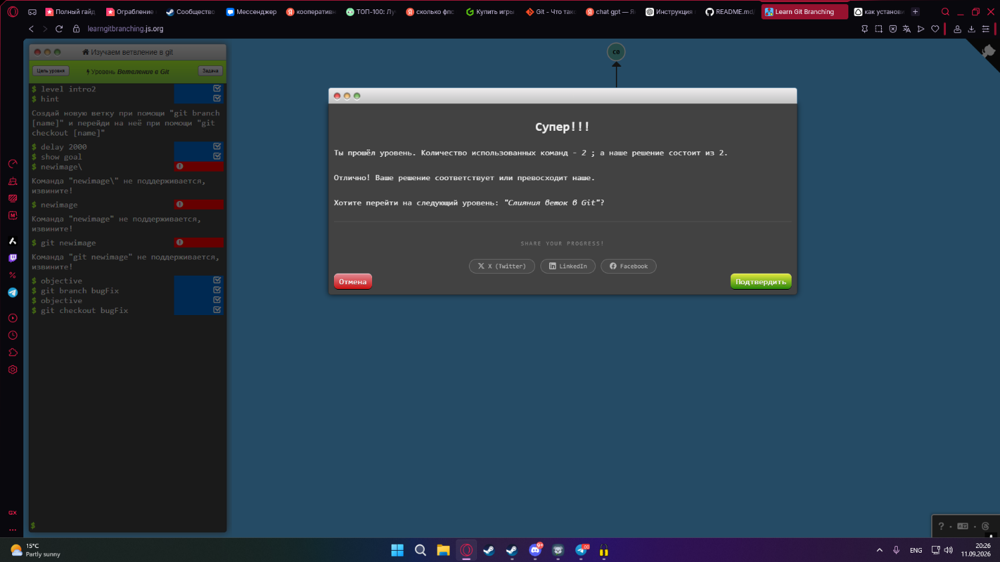 Полный гайд
Ограбление
Сообщество
Мессенджер
кооперативн
ТОП-100: Лу
сколько фпс
Купить игры
Git - Что так
chat gpt — Я
Инструкция
README.md
Learn Git Branching
как установи
learngitbranching.js.org
Изучаем ветвление в git
Цель уровня
Уровень Ветвление в Git
Задача
$ level intro2
$ hint
Создай новую ветку при помощи "git branch
[name]" и перейди на неё при помощи "git
checkout [name]"
$ delay 2000
$ show goal
$ newimage\
Команда "newimage\" не поддерживается,
извините!
$ newimage
Команда "newimage" не поддерживается,
извините!
$ git newimage
Команда "git newimage" не поддерживается,
извините!
$ objective
$ git branch bugFix
$ objective
$ git checkout bugFix
$
C0
Супер!!!
Ты прошёл уровень. Количество использованных команд - 2 ; а наше решение состоит из 2.
Отлично! Ваше решение соответствует или превосходит наше.
Хотите перейти на следующий уровень: "Слияния веток в Git"?
SHARE YOUR PROGRESS!
X (Twitter)
LinkedIn
Facebook
Отмена
Подтвердить
GX
15°C
Partly sunny
9+
ENG
20:26
11.09.2026